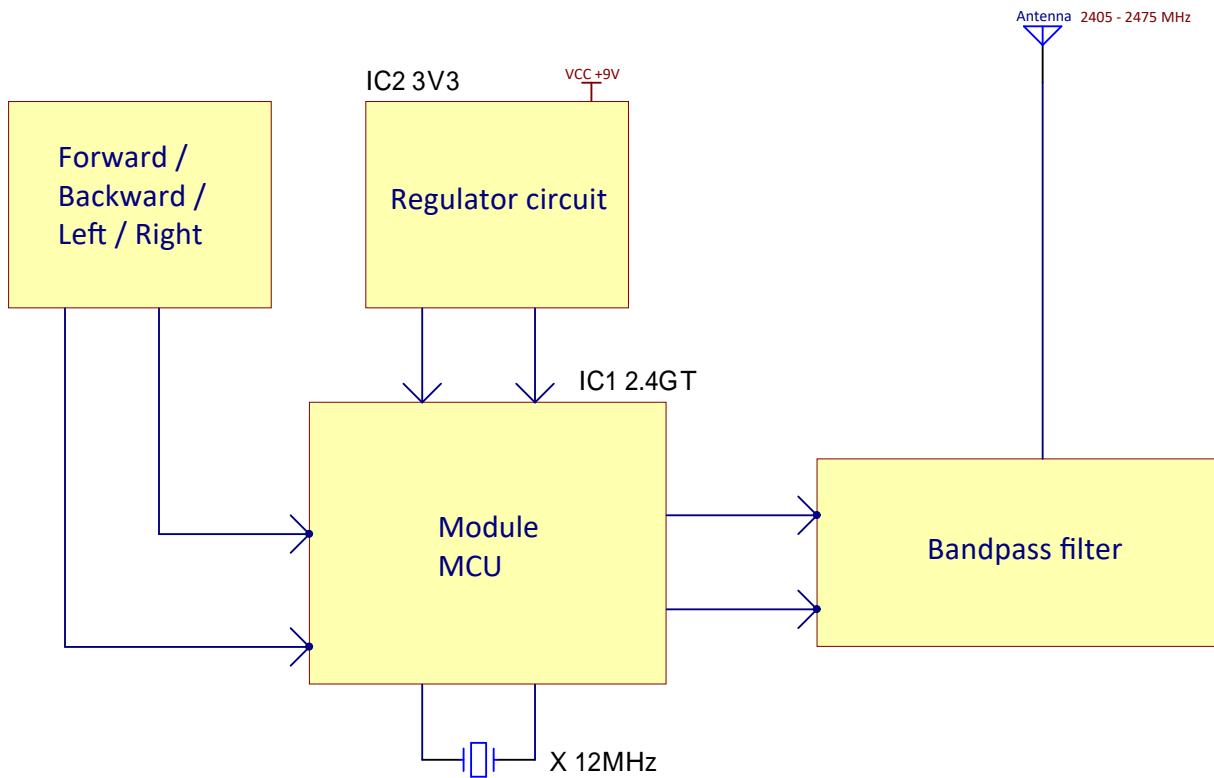 Antenna 2405 - 2475 MHz
IC2 3V3
VCC +9V
Forward /
Backward /
Left / Right
Regulator circuit
IC1 2.4GT
Module
MCU
Bandpass filter
X 12MHz